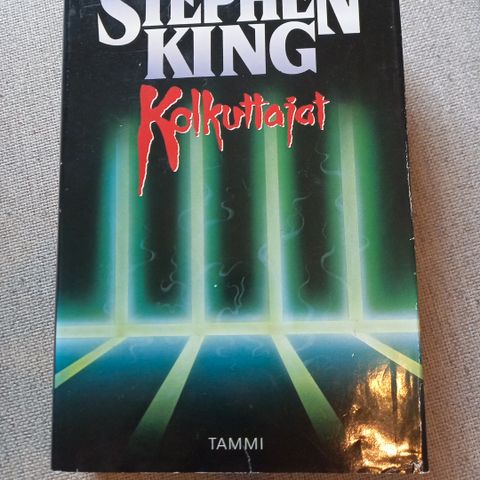 STEPHEN
KING
Kolkuttajat
TAMMI